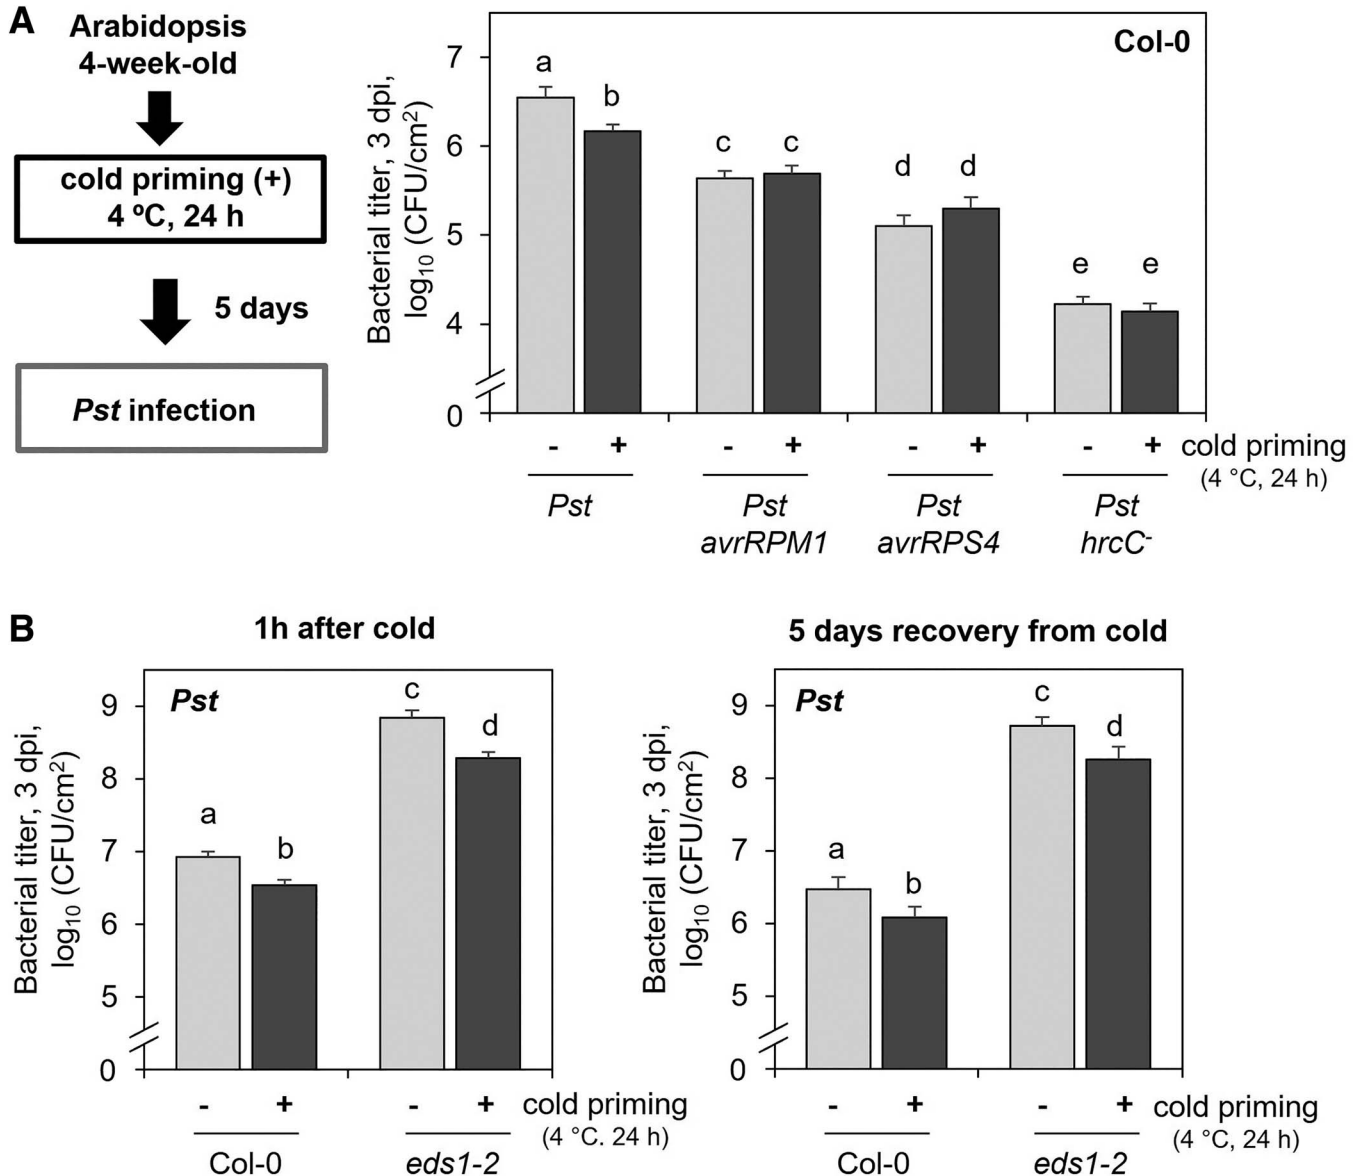 A
Arabidopsis
4-week-old
cold priming (+)
4 ºC, 24 h
5 days
Pst infection
Bacterial titer, 3 dpi,
log₁₀ (CFU/cm²)
Col-0
7
6
5
4
0
a
b
c
c
d
d
e
e
- + - + - + - + cold priming
(4 °C, 24 h)
Pst Pst Pst Pst
avrRPM1 avrRPS4 hrcC⁻
B
1h after cold
Bacterial titer, 3 dpi,
log₁₀ (CFU/cm²)
Pst
9
8
7
6
5
0
a
b
c
d
- + - + cold priming
(4 °C. 24 h)
Col-0 eds1-2
5 days recovery from cold
Bacterial titer, 3 dpi,
log₁₀ (CFU/cm²)
Pst
9
8
7
6
5
0
a
b
c
d
- + - + cold priming
(4 °C, 24 h)
Col-0 eds1-2